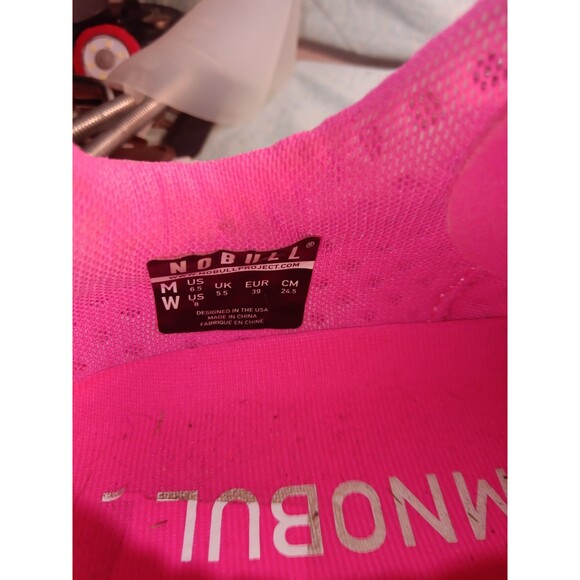 NOBULL®
WWW.NOBULLPROJECT.COM
M US 6.5 UK 5.5 EUR 39 CM 24.5
W US 8
DESIGNED IN THE USA
MADE IN CHINA
FABRIQUE EN CHINE
MNOBULL